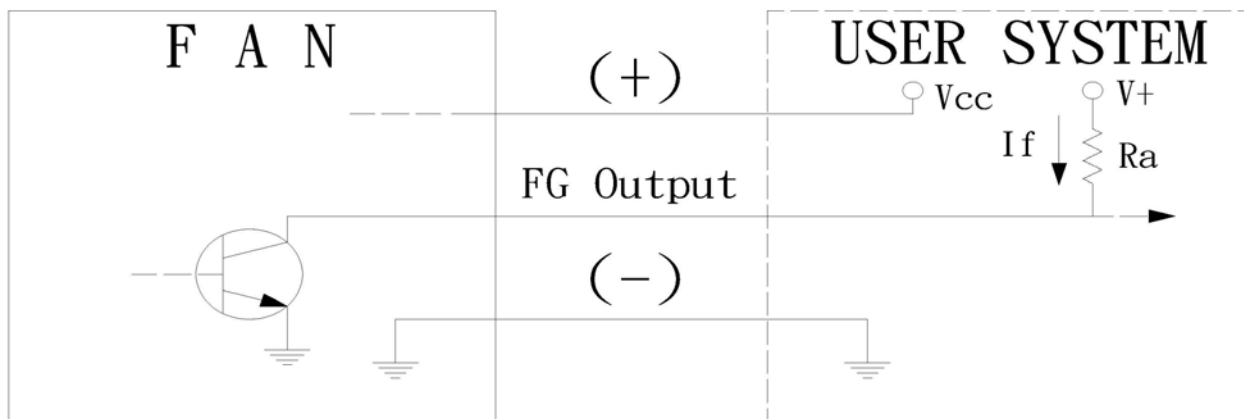 F A N
USER SYSTEM
(+)
Vcc
V+
If
Ra
FG Output
(-)